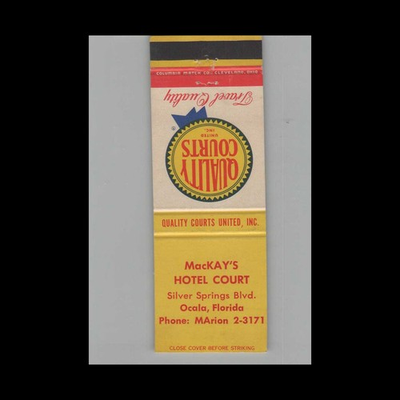 COLUMBIA MATCH CO., CLEVELAND, OHIO
Travel Quality
QUALITY
COURTS
UNITED
INC.
QUALITY COURTS UNITED, INC.
MacKAY'S
HOTEL COURT
Silver Springs Blvd.
Ocala, Florida
Phone: MArion 2-3171
CLOSE COVER BEFORE STRIKING